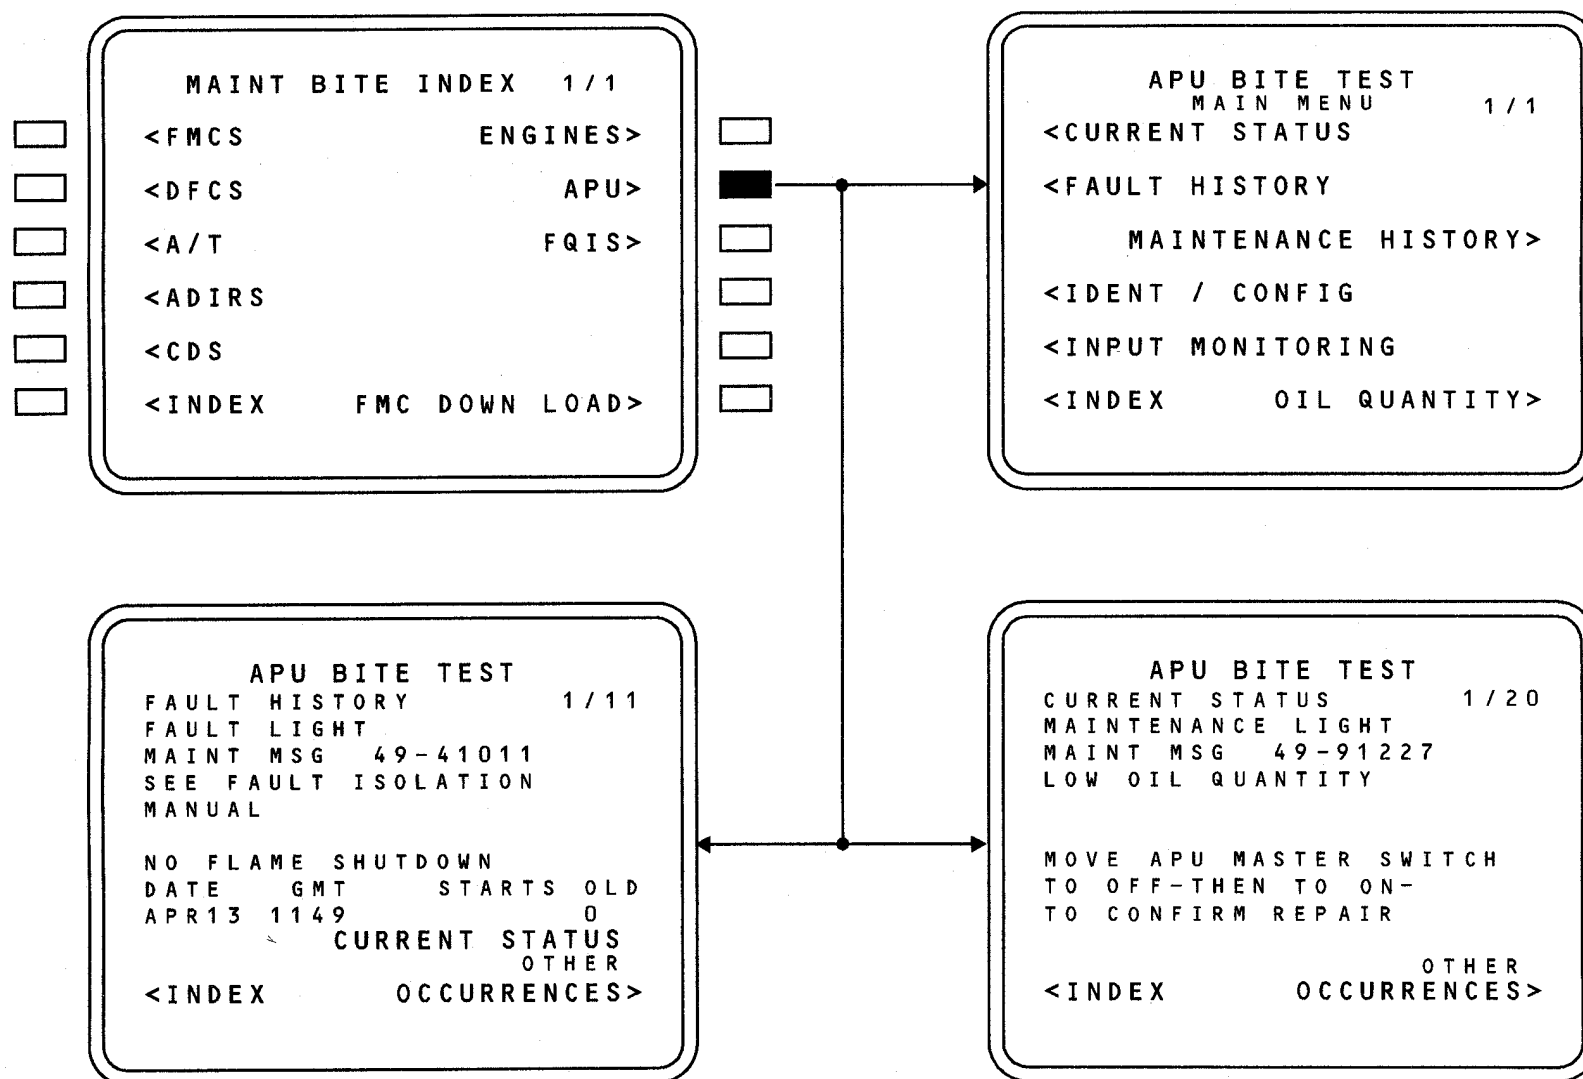 MAINT BITE INDEX 1/1
<FMCS ENGINES>
<DFCS APU>
<A/T FQIS>
<ADIRS
<CDS
<INDEX FMC DOWN LOAD>
APU BITE TEST
MAIN MENU 1/1
<CURRENT STATUS
<FAULT HISTORY
MAINTENANCE HISTORY>
<IDENT / CONFIG
<INPUT MONITORING
<INDEX OIL QUANTITY>
APU BITE TEST
FAULT HISTORY 1/11
FAULT LIGHT
MAINT MSG 49-41011
SEE FAULT ISOLATION
MANUAL
NO FLAME SHUTDOWN
DATE GMT STARTS OLD
APR13 1149 0
CURRENT STATUS
OTHER
<INDEX OCCURRENCES>
APU BITE TEST
CURRENT STATUS 1/20
MAINTENANCE LIGHT
MAINT MSG 49-91227
LOW OIL QUANTITY
MOVE APU MASTER SWITCH
TO OFF-THEN TO ON-
TO CONFIRM REPAIR
OTHER
<INDEX OCCURRENCES>